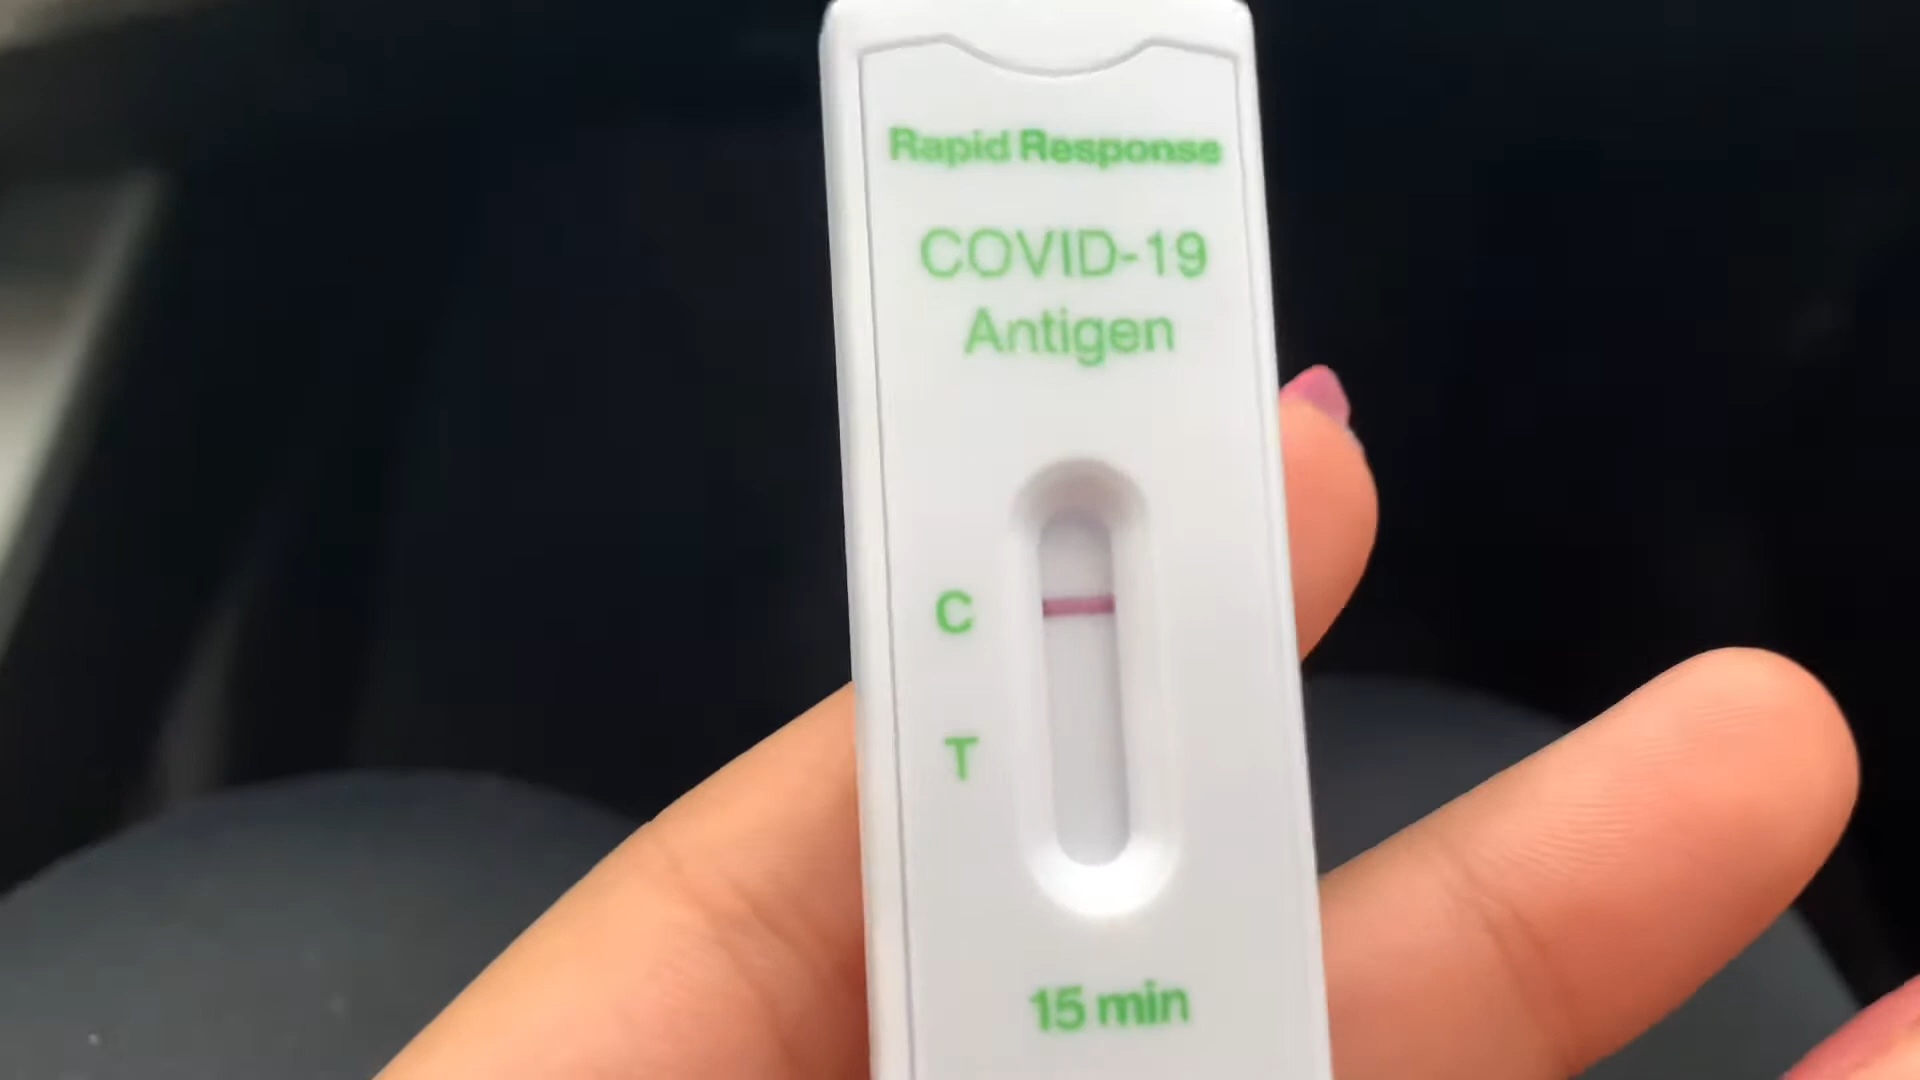 Rapid Response
COVID-19
Antigen
C
T
15 min